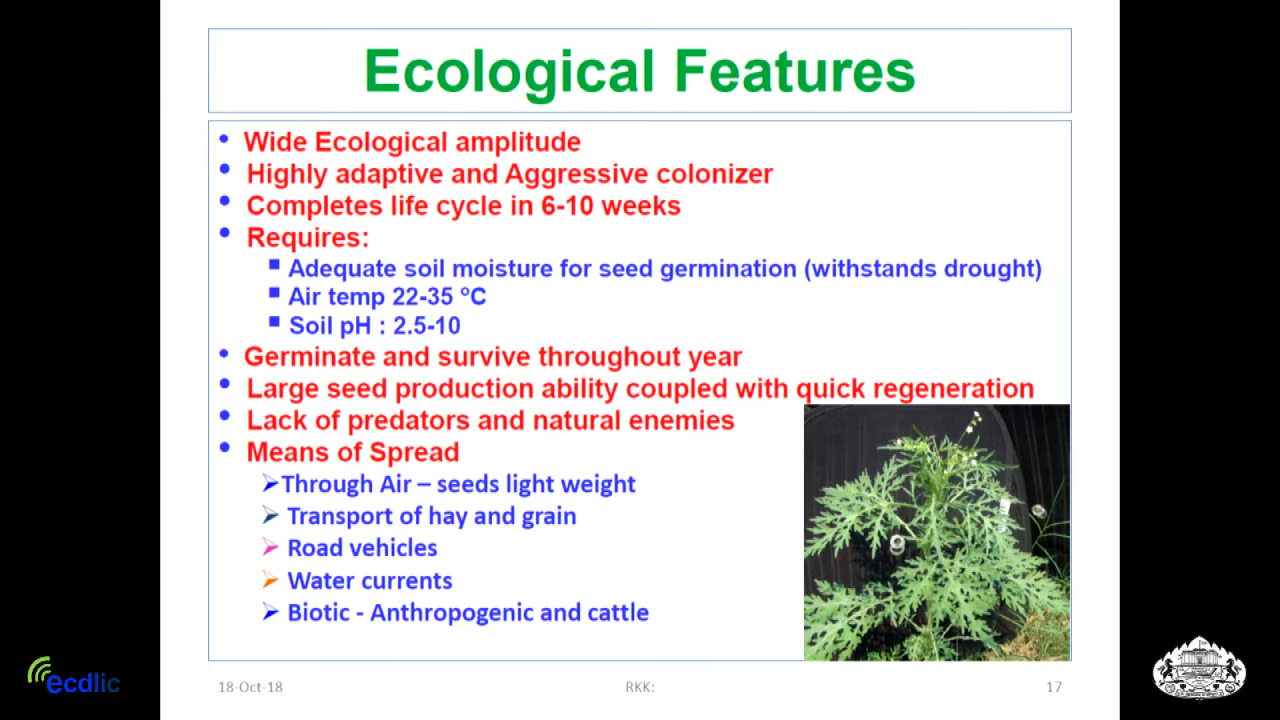 Ecological Features
• Wide Ecological amplitude
• Highly adaptive and Aggressive colonizer
• Completes life cycle in 6-10 weeks
• Requires:
▪ Adequate soil moisture for seed germination (withstands drought)
▪ Air temp 22-35 °C
▪ Soil pH : 2.5-10
• Germinate and survive throughout year
• Large seed production ability coupled with quick regeneration
• Lack of predators and natural enemies
• Means of Spread
➢Through Air – seeds light weight
➢ Transport of hay and grain
➢ Road vehicles
➢ Water currents
➢ Biotic - Anthropogenic and cattle
ecdlic
18-Oct-18
RKK:
17